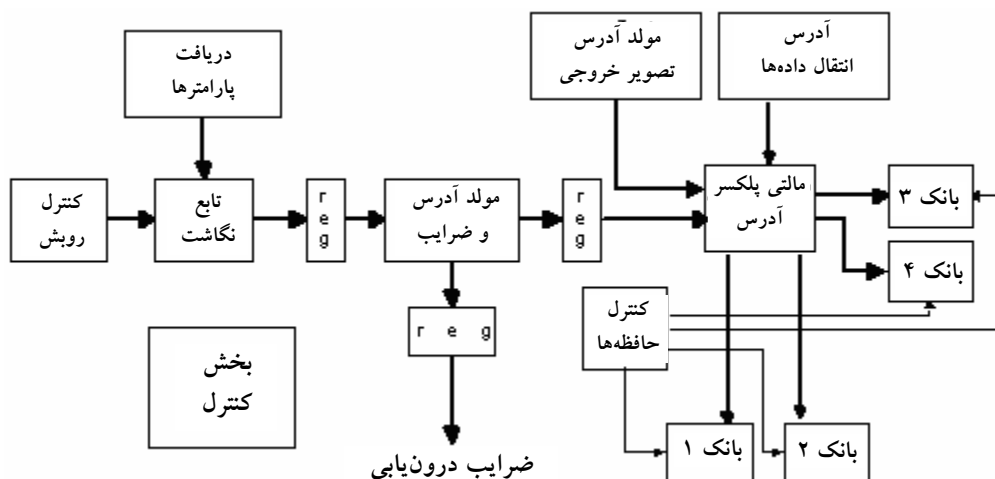 دریافت
پارامترها
مولد آدرس
تصویر خروجی
آدرس
انتقال داده‌ها
کنترل
روبش
تابع
نگاشت
r
e
g
مولد آدرس
و ضرایب
r
e
g
مالتی پلکسر
آدرس
بانک ۳
بانک ۴
کنترل
حافظه‌ها
r e g
بخش
کنترل
بانک ۱
بانک ۲
ضرایب درون‌یابی